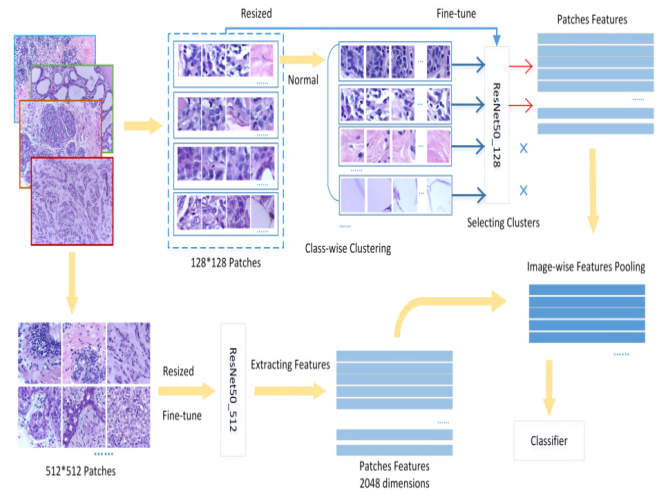 Resized
Fine-tune
Patches Features
Normal
ResNet50_128
......
......
......
......
......
......
......
128*128 Patches
Class-wise Clustering
Selecting Clusters
Image-wise Features Pooling
......
Resized
Fine-tune
ResNet50_512
Extracting Features
......
Classifier
......
512*512 Patches
Patches Features
2048 dimensions